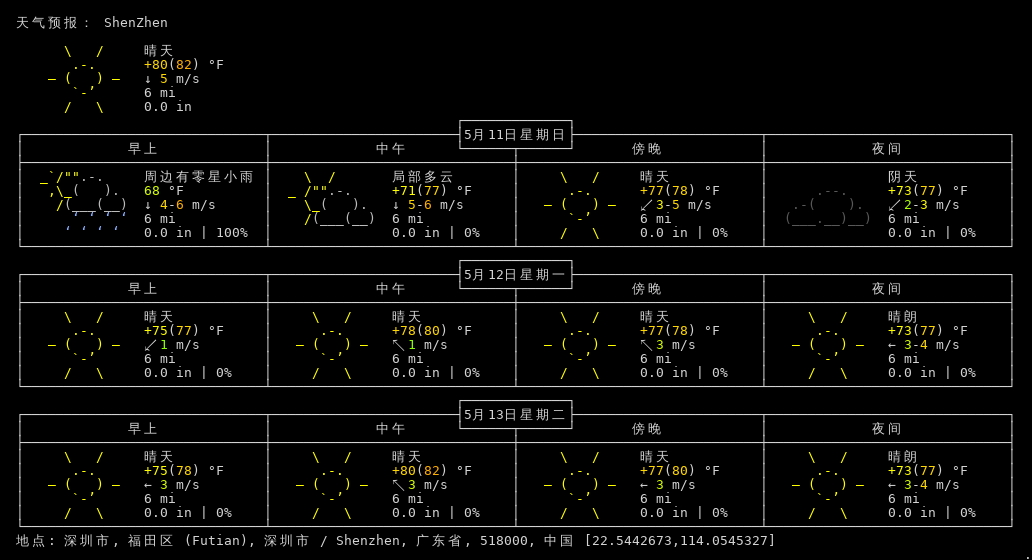 天气预报： ShenZhen
晴天
+80(82) °F
↓ 5 m/s
6 mi
0.0 in
5月11日星期日
早上 中午 傍晚 夜间
周边有零星小雨 局部多云 晴天 阴天
68 °F +71(77) °F +77(78) °F +73(77) °F
↓ 4-6 m/s ↓ 5-6 m/s ↙ 3-5 m/s ↙ 2-3 m/s
6 mi 6 mi 6 mi 6 mi
0.0 in | 100% 0.0 in | 0% 0.0 in | 0% 0.0 in | 0%
5月12日星期一
早上 中午 傍晚 夜间
晴天 晴天 晴天 晴朗
+75(77) °F +78(80) °F +77(78) °F +73(77) °F
↙ 1 m/s ↖ 1 m/s ↖ 3 m/s ← 3-4 m/s
6 mi 6 mi 6 mi 6 mi
0.0 in | 0% 0.0 in | 0% 0.0 in | 0% 0.0 in | 0%
5月13日星期二
早上 中午 傍晚 夜间
晴天 晴天 晴天 晴朗
+75(78) °F +80(82) °F +77(80) °F +73(77) °F
← 3 m/s ↖ 3 m/s ← 3 m/s ← 3-4 m/s
6 mi 6 mi 6 mi 6 mi
0.0 in | 0% 0.0 in | 0% 0.0 in | 0% 0.0 in | 0%
地点: 深圳市, 福田区 (Futian), 深圳市 / Shenzhen, 广东省, 518000, 中国 [22.5442673,114.0545327]